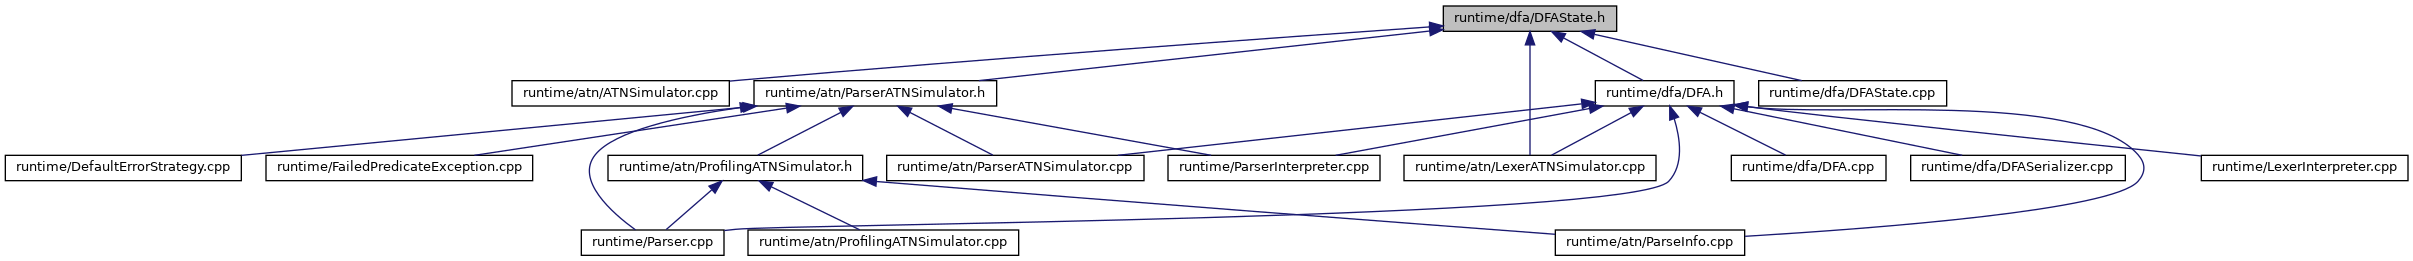 runtime/dfa/DFAState.h
runtime/atn/ATNSimulator.cpp
runtime/atn/ParserATNSimulator.h
runtime/dfa/DFA.h
runtime/dfa/DFAState.cpp
runtime/DefaultErrorStrategy.cpp
runtime/FailedPredicateException.cpp
runtime/atn/ProfilingATNSimulator.h
runtime/atn/ParserATNSimulator.cpp
runtime/ParserInterpreter.cpp
runtime/atn/LexerATNSimulator.cpp
runtime/dfa/DFA.cpp
runtime/dfa/DFASerializer.cpp
runtime/LexerInterpreter.cpp
runtime/Parser.cpp
runtime/atn/ProfilingATNSimulator.cpp
runtime/atn/ParseInfo.cpp